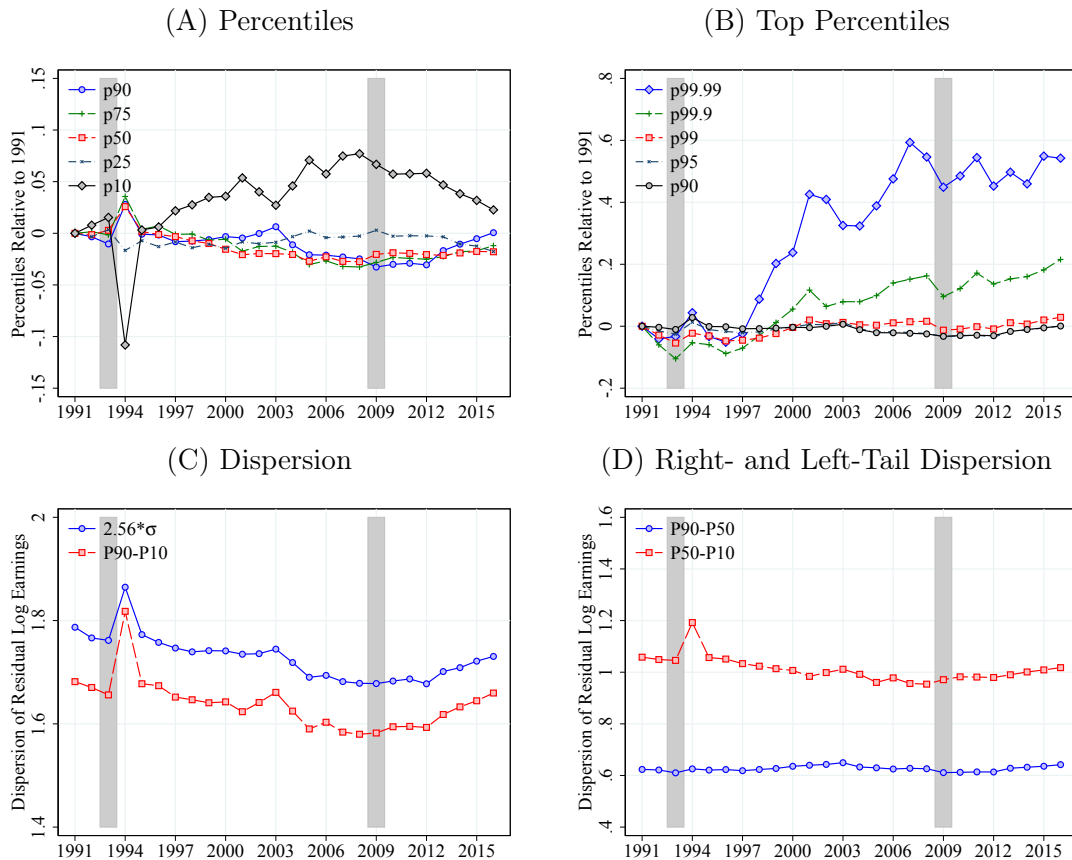 (A) Percentiles
Percentiles Relative to 1991
.15
.1
.05
0
-.05
-.1
-.15
p90
p75
p50
p25
p10
1991 1994 1997 2000 2003 2006 2009 2012 2015
(B) Top Percentiles
Percentiles Relative to 1991
.8
.6
.4
.2
0
-.2
p99.99
p99.9
p99
p95
p90
1991 1994 1997 2000 2003 2006 2009 2012 2015
(C) Dispersion
Dispersion of Residual Log Earnings
2
1.8
1.6
1.4
2.56*σ
P90-P10
1991 1994 1997 2000 2003 2006 2009 2012 2015
(D) Right- and Left-Tail Dispersion
Dispersion of Residual Log Earnings
1.6
1.4
1.2
1
.8
.6
.4
P90-P50
P50-P10
1991 1994 1997 2000 2003 2006 2009 2012 2015